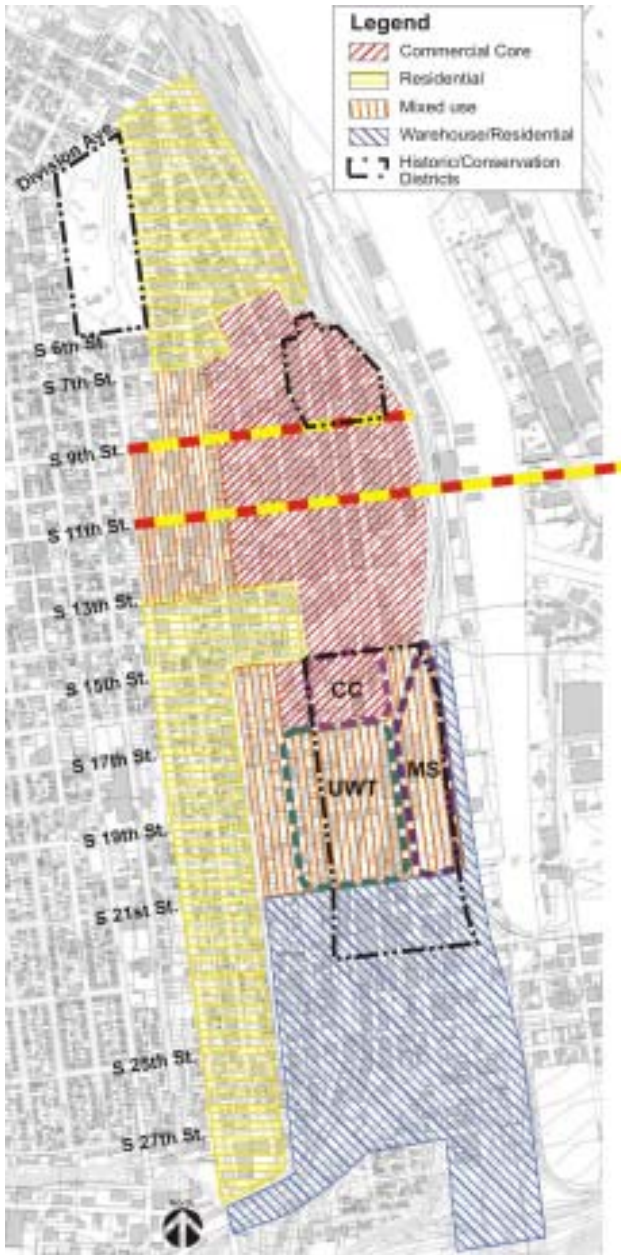 Legend
Commercial Core
Residential
Mixed use
Warehouse/Residential
Historic/Conservation
Districts
Division Ave.
S 6th St.
S 7th St.
S 9th St.
S 11th St.
S 13th St.
S 15th St.
CC
S 17th St.
MS
UWT
S 19th St.
S 21st St.
S 25th St.
S 27th St.